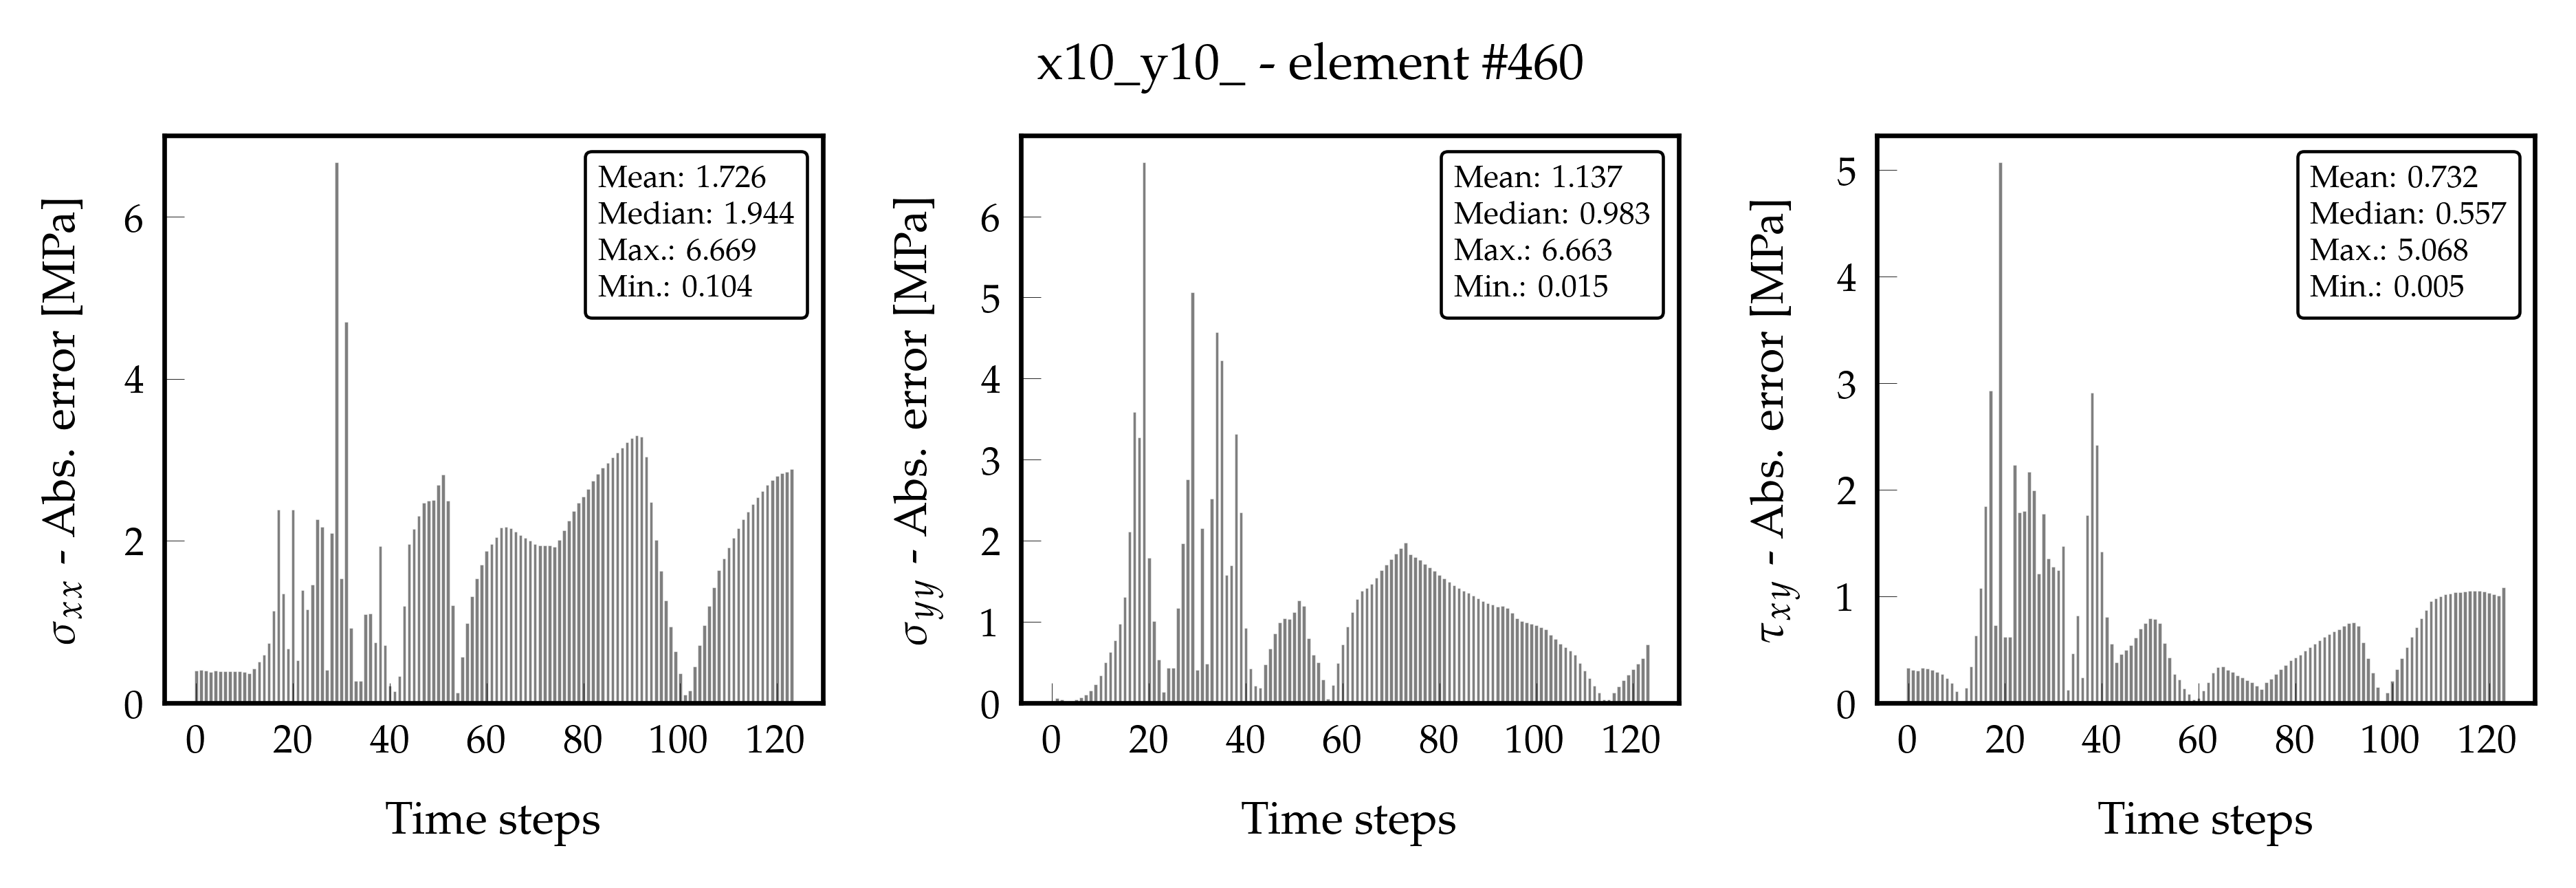 x10_y10_ - element #460
σxx - Abs. error [MPa]
6
4
2
0
Mean: 1.726
Median: 1.944
Max.: 6.669
Min.: 0.104
0 20 40 60 80 100 120
Time steps
σyy - Abs. error [MPa]
6
5
4
3
2
1
0
Mean: 1.137
Median: 0.983
Max.: 6.663
Min.: 0.015
0 20 40 60 80 100 120
Time steps
τxy - Abs. error [MPa]
5
4
3
2
1
0
Mean: 0.732
Median: 0.557
Max.: 5.068
Min.: 0.005
0 20 40 60 80 100 120
Time steps